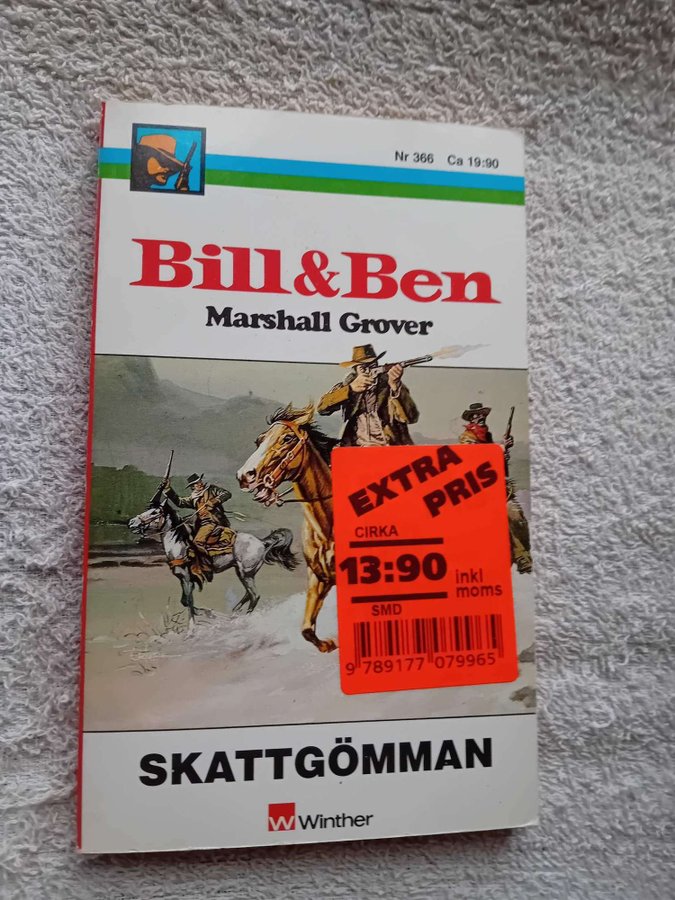 Nr 366 Ca 19:90
Bill&Ben
Marshall Grover
EXTRA
PRIS
CIRKA
13:90 inkl
moms
SMD
9 789177 079965
SKATTGÖMMAN
W Winther